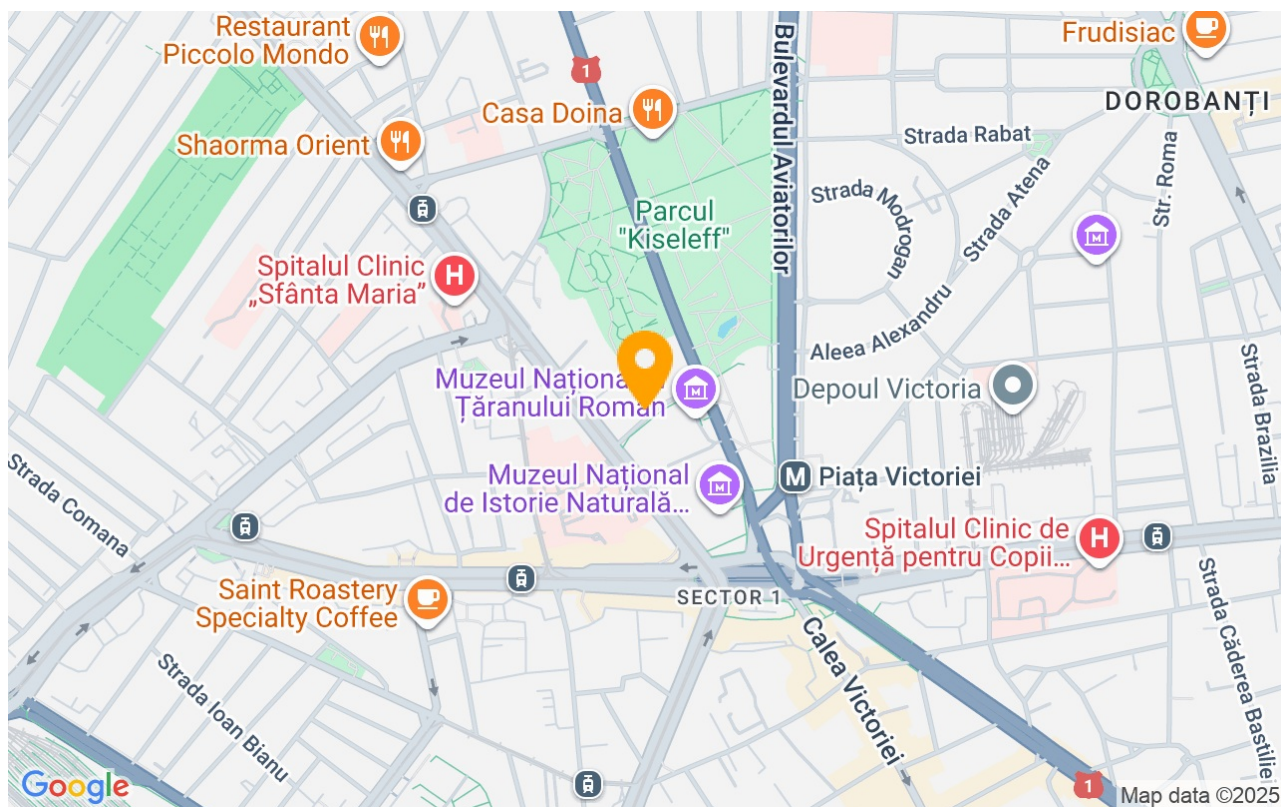 Restaurant
Piccolo Mondo
1
Frudisiac
Casa Doina
Bulevardul Aviatorilor
DOROBANȚI
Shaorma Orient
Strada Rabat
Str. Roma
Strada Atena
Strada Modrogan
Parcul
"Kiseleff"
Spitalul Clinic
„Sfânta Maria”
H
Aleea Alexandru
Strada Brazilia
Muzeul Național
Țăranului Român
M
M
Depoul Victoria
Strada Comana
Muzeul Național
de Istorie Naturală...
M
M
Piața Victoriei
Spitalul Clinic de
Urgență pentru Copii...
H
Saint Roastery
Specialty Coffee
SECTOR 1
Strada Căderea Bastiliei
Calea Victoriei
Strada Ioan Bianu
Google
1
Map data ©2025